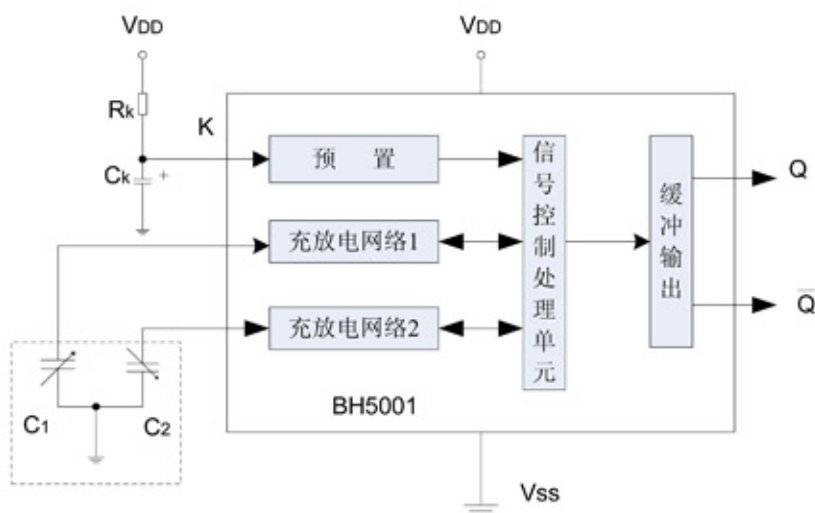 VDD
VDD
Rk
K
Ck
+
预 置
充放电网络1
充放电网络2
信号控制处理单元
缓冲输出
Q
Q̅
C1
C2
BH5001
Vss